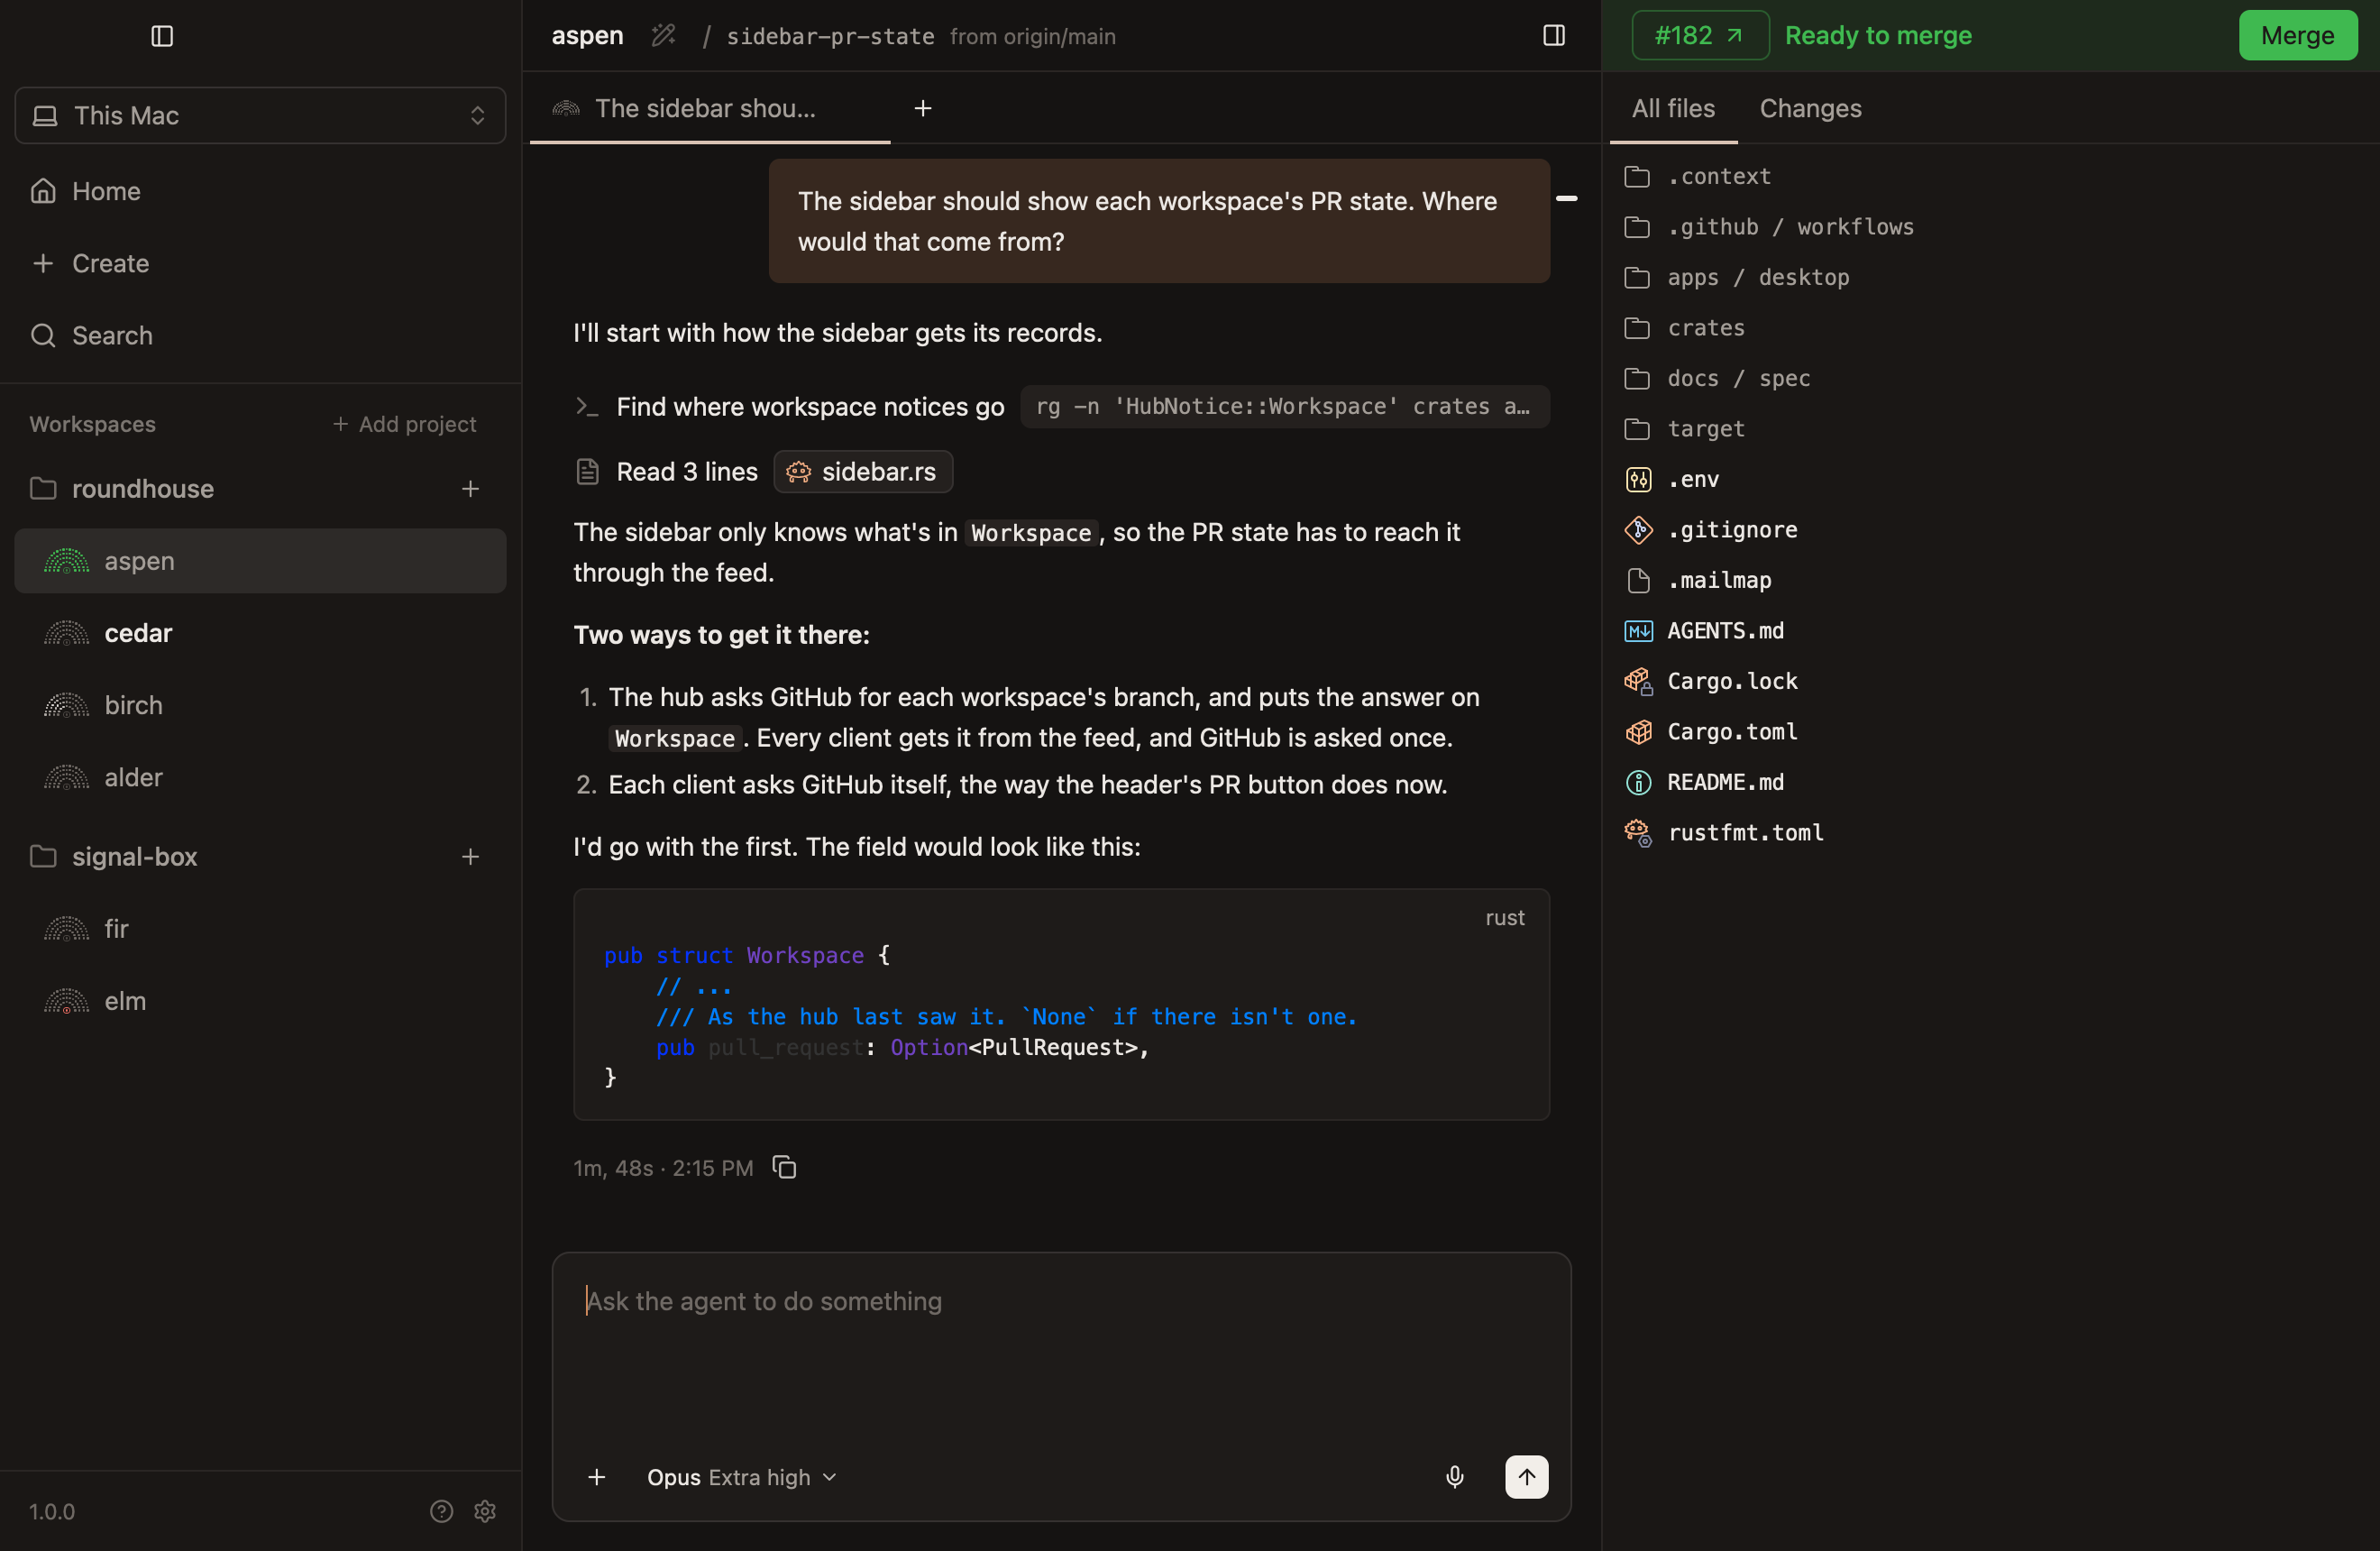 This Mac
Home
Create
Search
Workspaces
+ Add project
roundhouse
aspen
cedar
birch
alder
signal-box
fir
elm
1.0.0
aspen / sidebar-pr-state from origin/main
The sidebar shou...
The sidebar should show each workspace's PR state. Where
would that come from?
I'll start with how the sidebar gets its records.
Find where workspace notices go rg -n 'HubNotice::Workspace' crates a…
Read 3 lines sidebar.rs
The sidebar only knows what's in Workspace, so the PR state has to reach it
through the feed.
Two ways to get it there:
1. The hub asks GitHub for each workspace's branch, and puts the answer on
Workspace. Every client gets it from the feed, and GitHub is asked once.
2. Each client asks GitHub itself, the way the header's PR button does now.
I'd go with the first. The field would look like this:
rust
pub struct Workspace {
// ...
/// As the hub last saw it. `None` if there isn't one.
pub pull_request: Option<PullRequest>,
}
1m, 48s · 2:15 PM
Ask the agent to do something
Opus Extra high
#182 Ready to merge
Merge
All files Changes
.context
.github / workflows
apps / desktop
crates
docs / spec
target
.env
.gitignore
.mailmap
AGENTS.md
Cargo.lock
Cargo.toml
README.md
rustfmt.toml